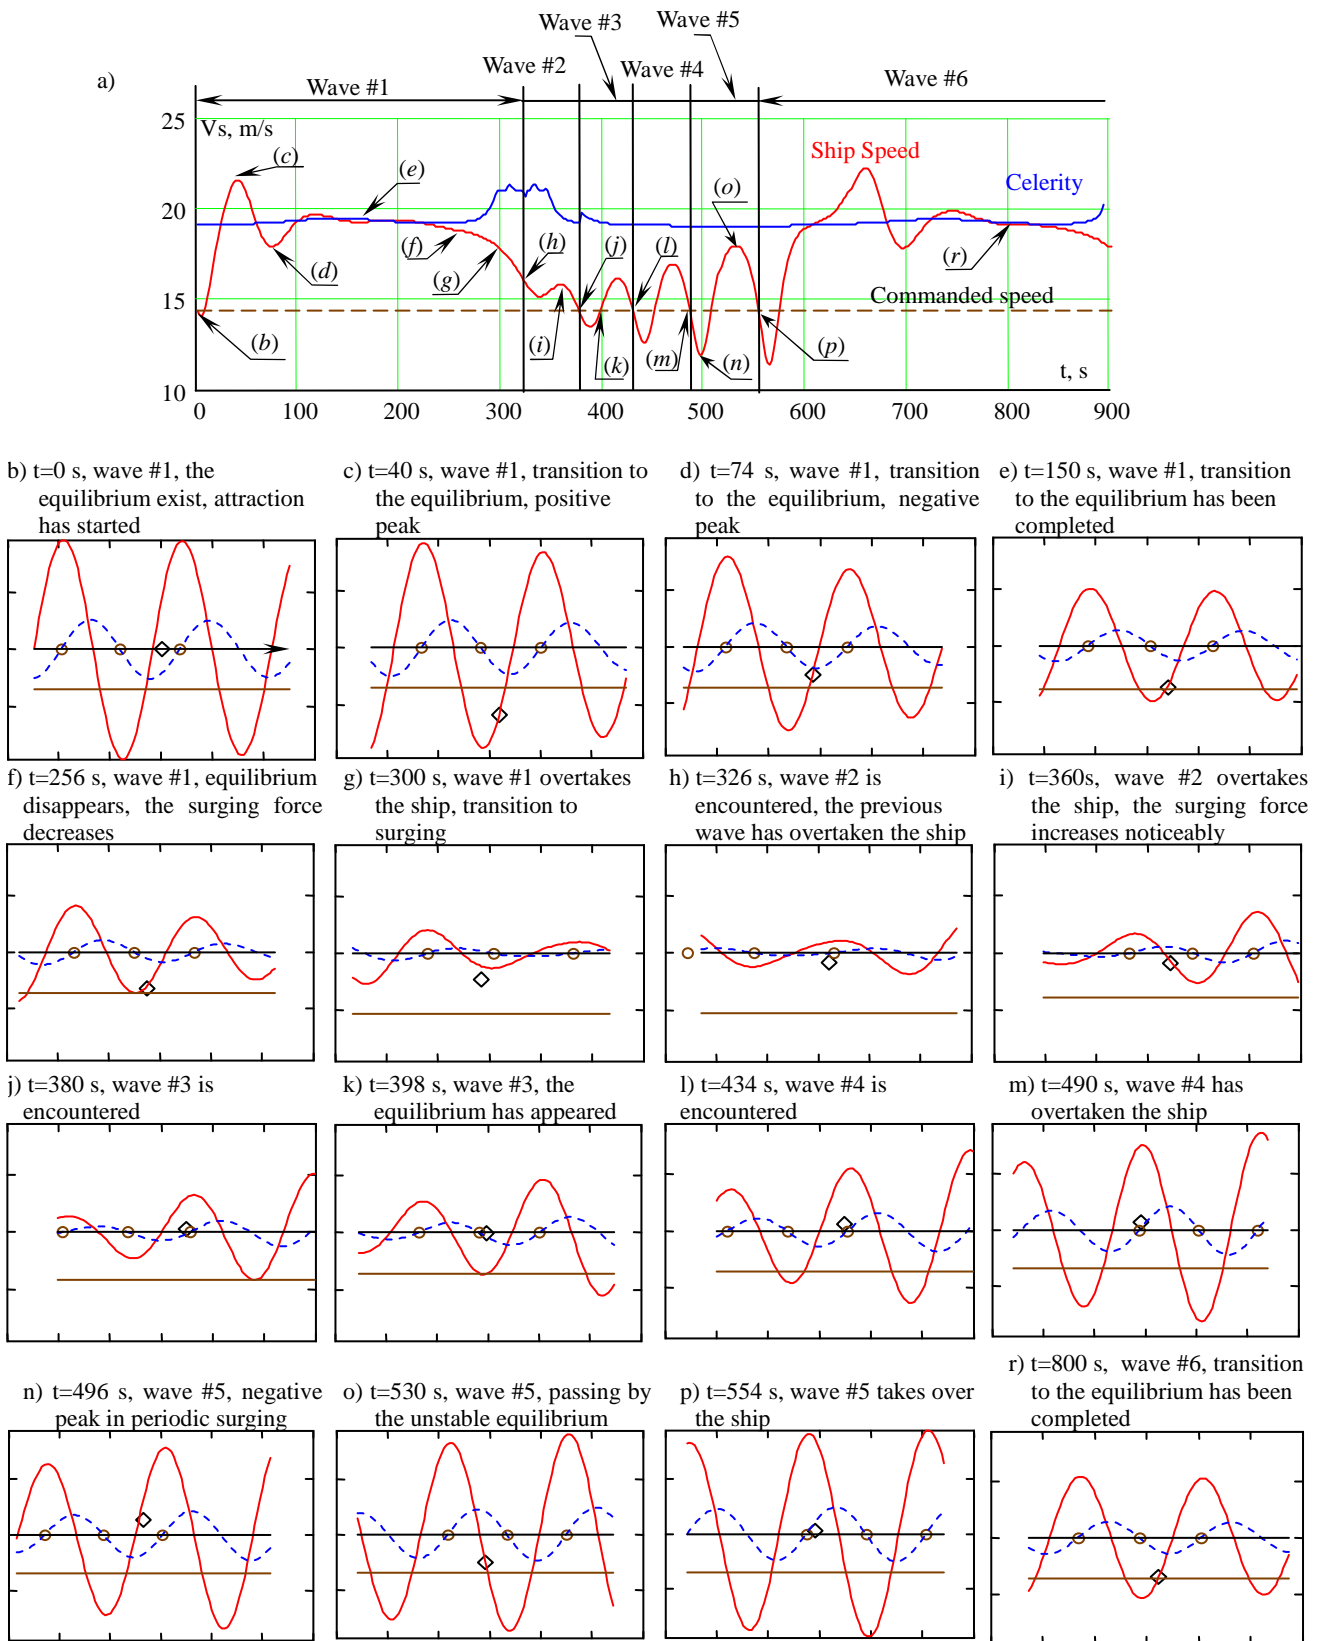 Wave #3
Wave #5
a)
Wave #1
Wave #2
Wave #4
Wave #6
25
Vs, m/s
(c)
(e)
Ship Speed
Celerity
20
(o)
(f)
(d)
(g)
(h)
(j)
(l)
(r)
15
Commanded speed
(b)
(i)
(k)
(m)
(n)
(p)
t, s
10
0 100 200 300 400 500 600 700 800 900
b) t=0 s, wave #1, the
equilibrium exist, attraction
has started
c) t=40 s, wave #1, transition to
the equilibrium, positive
peak
d) t=74 s, wave #1, transition
to the equilibrium, negative
peak
e) t=150 s, wave #1, transition
to the equilibrium has been
completed
f) t=256 s, wave #1, equilibrium
disappears, the surging force
decreases
g) t=300 s, wave #1 overtakes
the ship, transition to
surging
h) t=326 s, wave #2 is
encountered, the previous
wave has overtaken the ship
i) t=360s, wave #2 overtakes
the ship, the surging force
increases noticeably
j) t=380 s, wave #3 is
encountered
k) t=398 s, wave #3, the
equilibrium has appeared
l) t=434 s, wave #4 is
encountered
m) t=490 s, wave #4 has
overtaken the ship
n) t=496 s, wave #5, negative
peak in periodic surging
o) t=530 s, wave #5, passing by
the unstable equilibrium
p) t=554 s, wave #5 takes over
the ship
r) t=800 s, wave #6, transition
to the equilibrium has been
completed